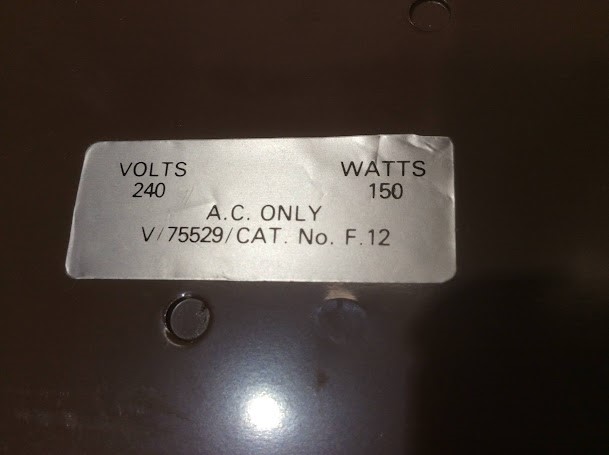 VOLTS WATTS
240 150
A.C. ONLY
V/75529/CAT. No. F.12